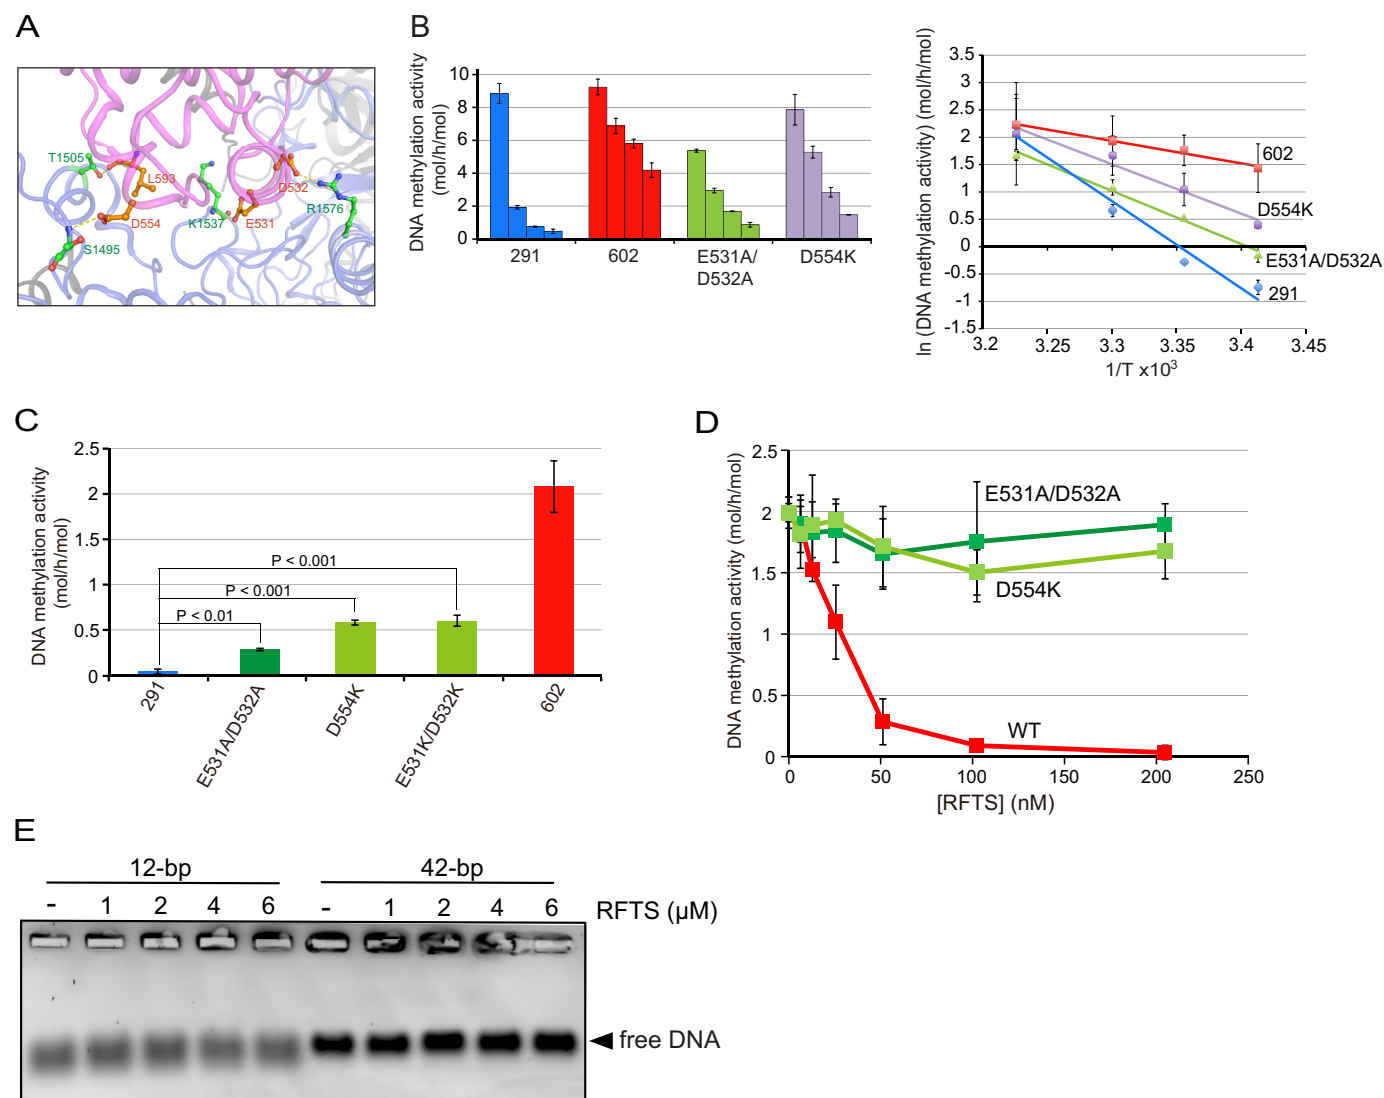 A
T1505
L593
D554
S1495
K1537
E531
D532
R1576
B
DNA methylation activity
(mol/h/mol)
10
8
6
4
2
0
291
602
E531A/
D532A
D554K
ln (DNA methylation activity) (mol/h/mol)
3.5
3
2.5
2
1.5
1
0.5
0
-0.5
-1
-1.5
602
D554K
E531A/D532A
291
3.2
3.25
3.3
3.35
3.4
3.45
1/T x10³
C
DNA methylation activity
(mol/h/mol)
2.5
2
1.5
1
0.5
0
P < 0.001
P < 0.001
P < 0.01
291
E531A/D532A
D554K
E531K/D532K
602
D
DNA methylation activity (mol/h/mol)
2.5
2
1.5
1
0.5
0
E531A/D532A
D554K
WT
0
50
100
150
200
250
[RFTS] (nM)
E
12-bp
42-bp
- 1 2 4 6 - 1 2 4 6 RFTS (µM)
free DNA